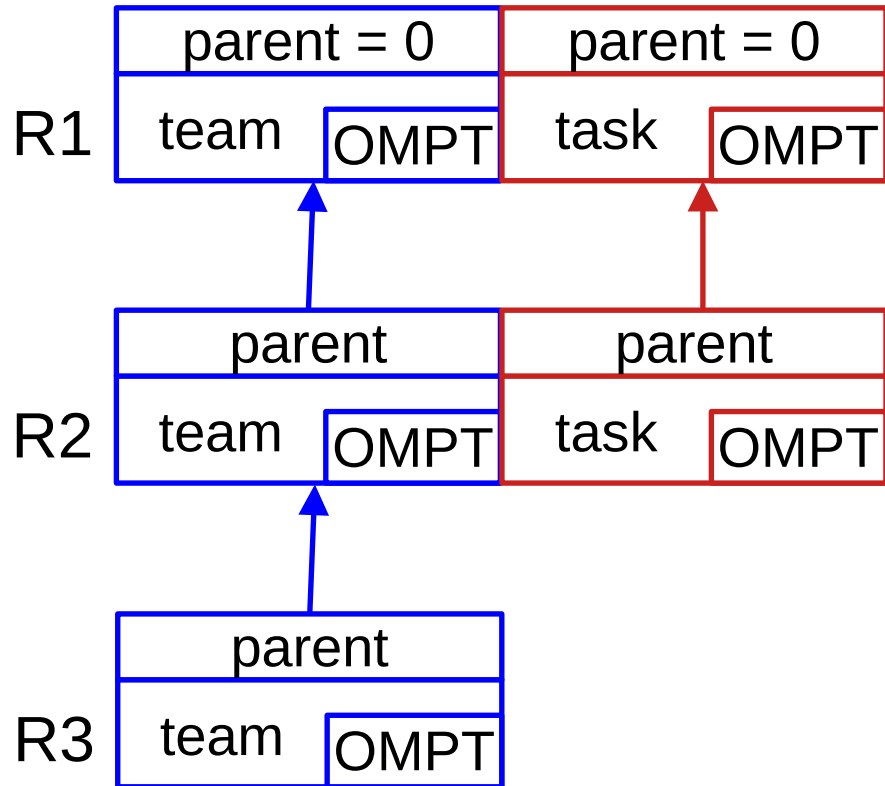 parent = 0 parent = 0
R1 team OMPT task OMPT
parent parent
R2 team OMPT task OMPT
parent
R3 team OMPT